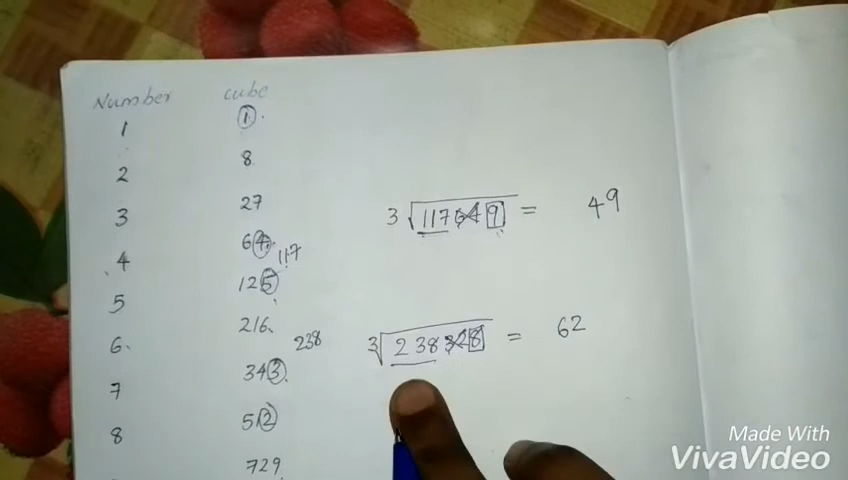 Number cube
1 1
2 8
3 27
4 64
117
5 125
6 216
238
7 343
8 512
729
3√117649 = 49
3√238328 = 62
Made With
VivaVideo